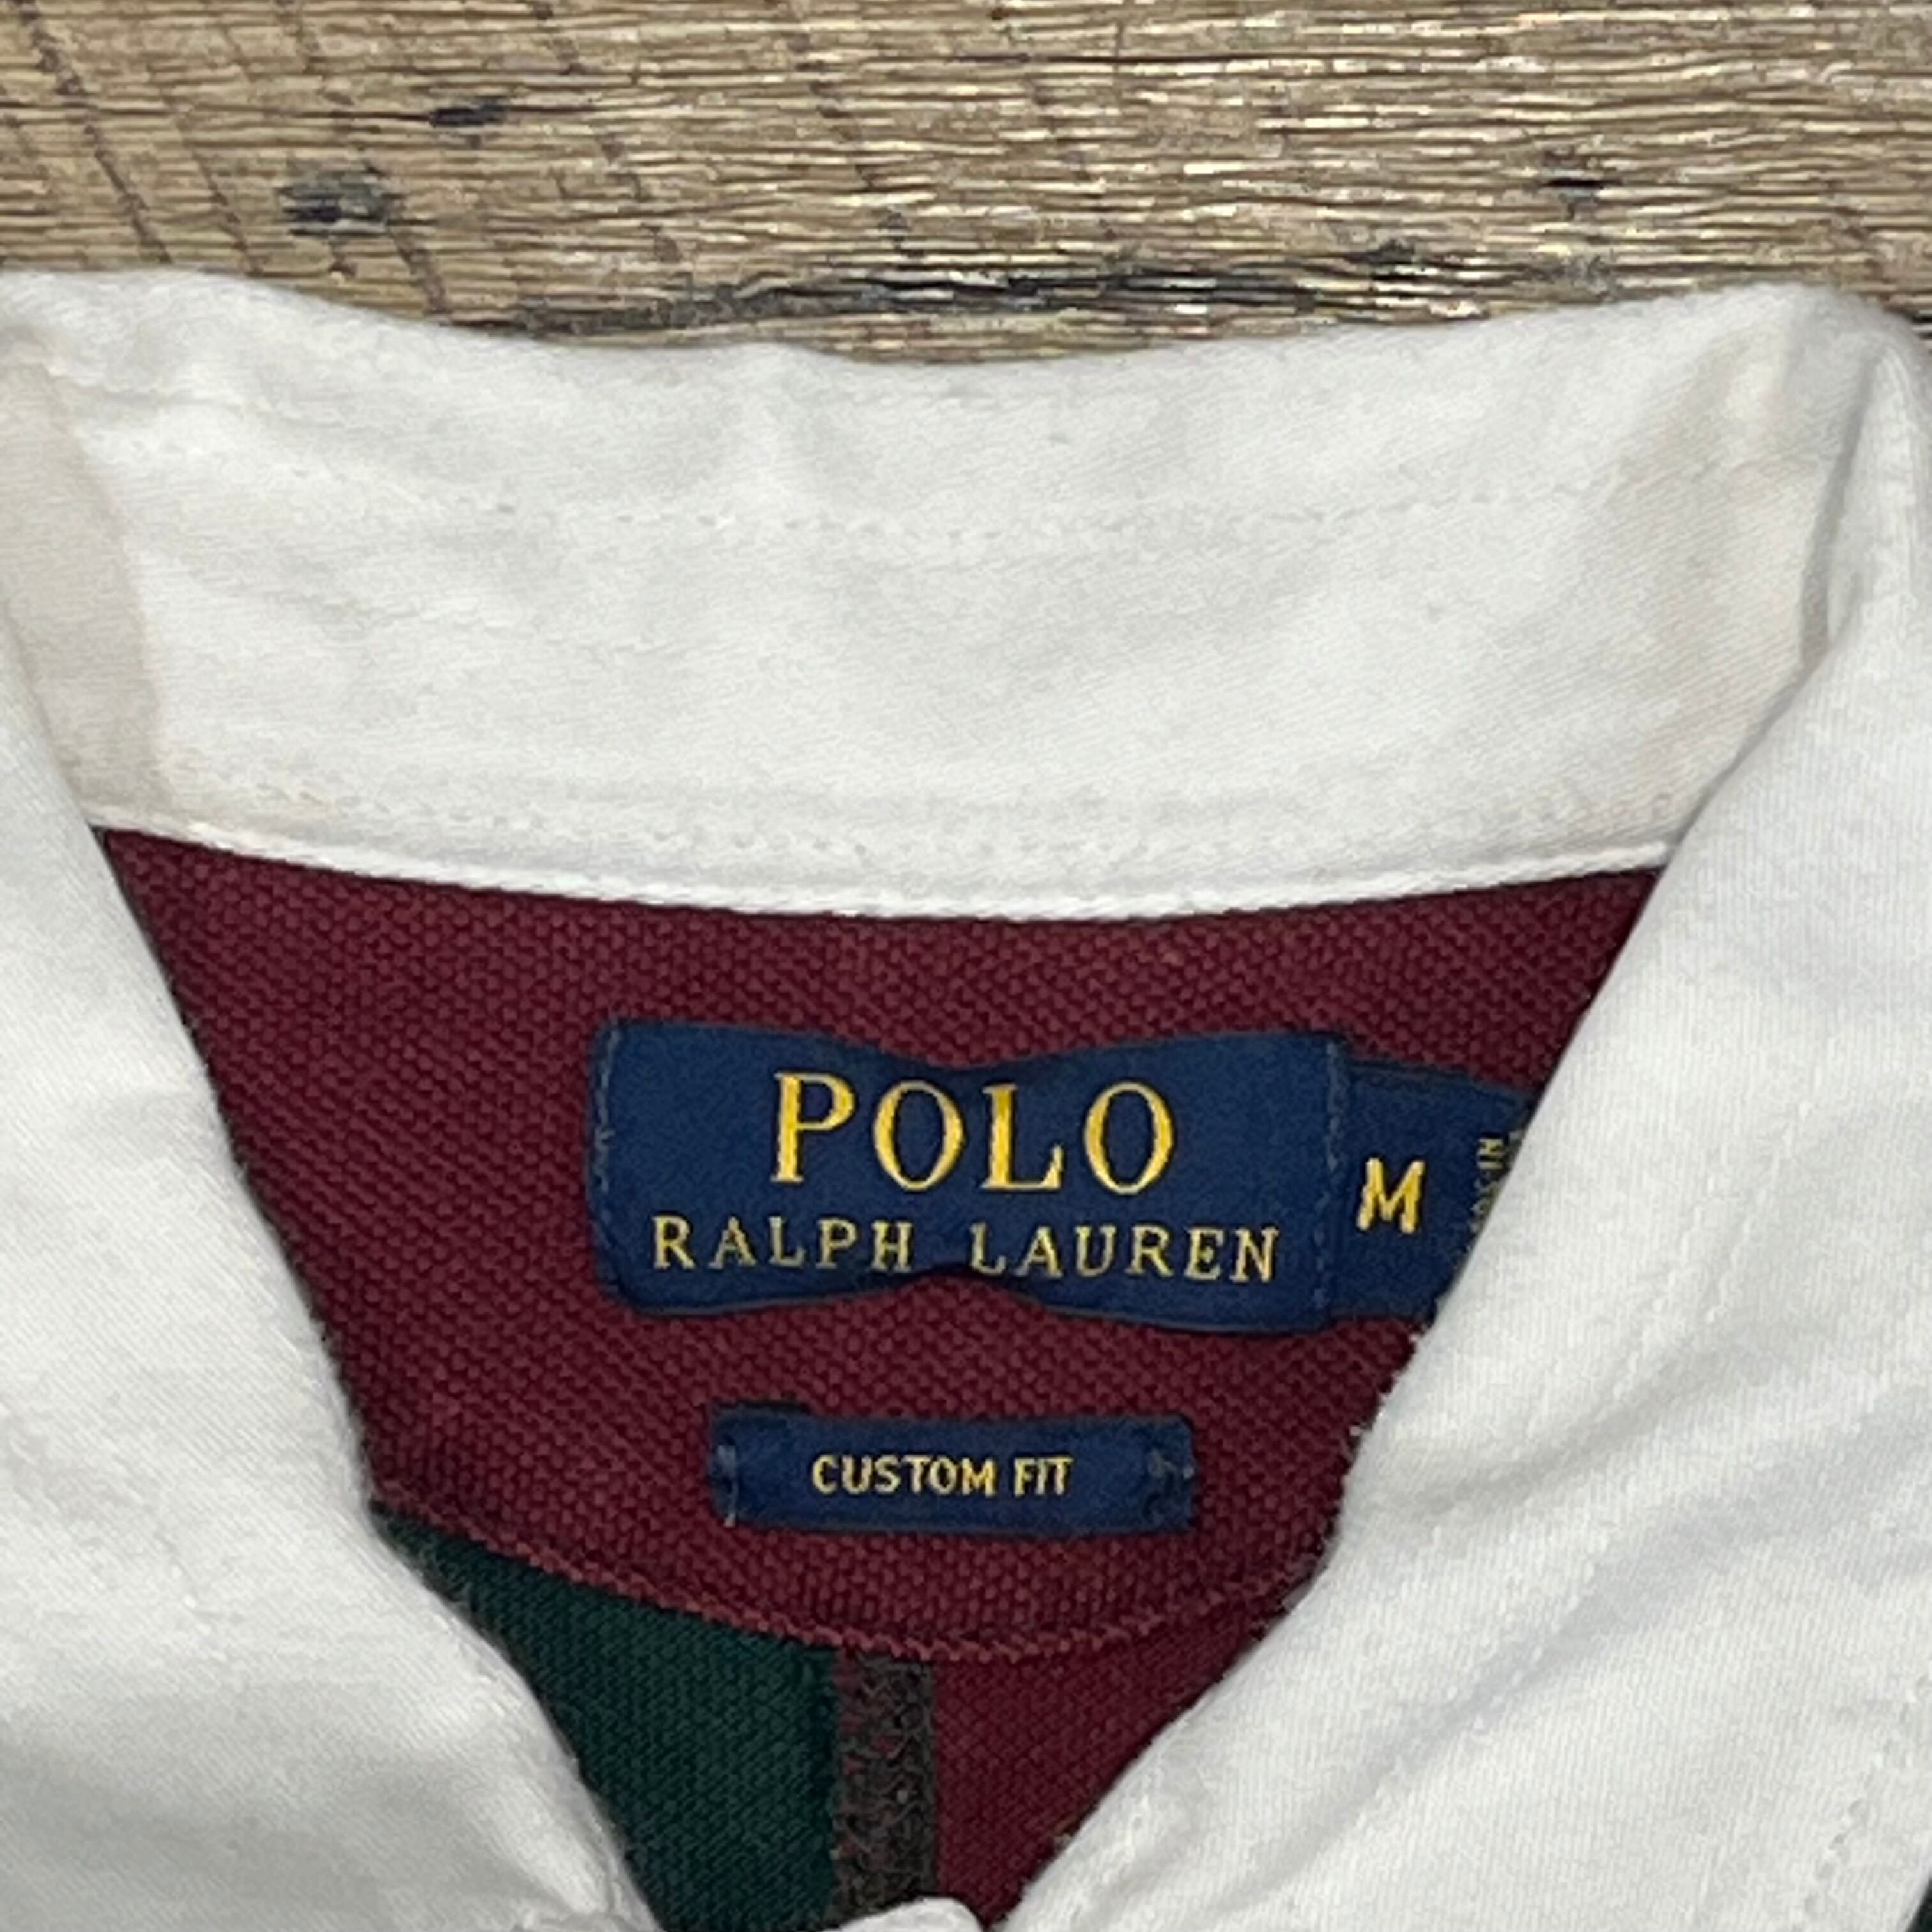 POLO
RALPH LAUREN
M
CUSTOM FIT